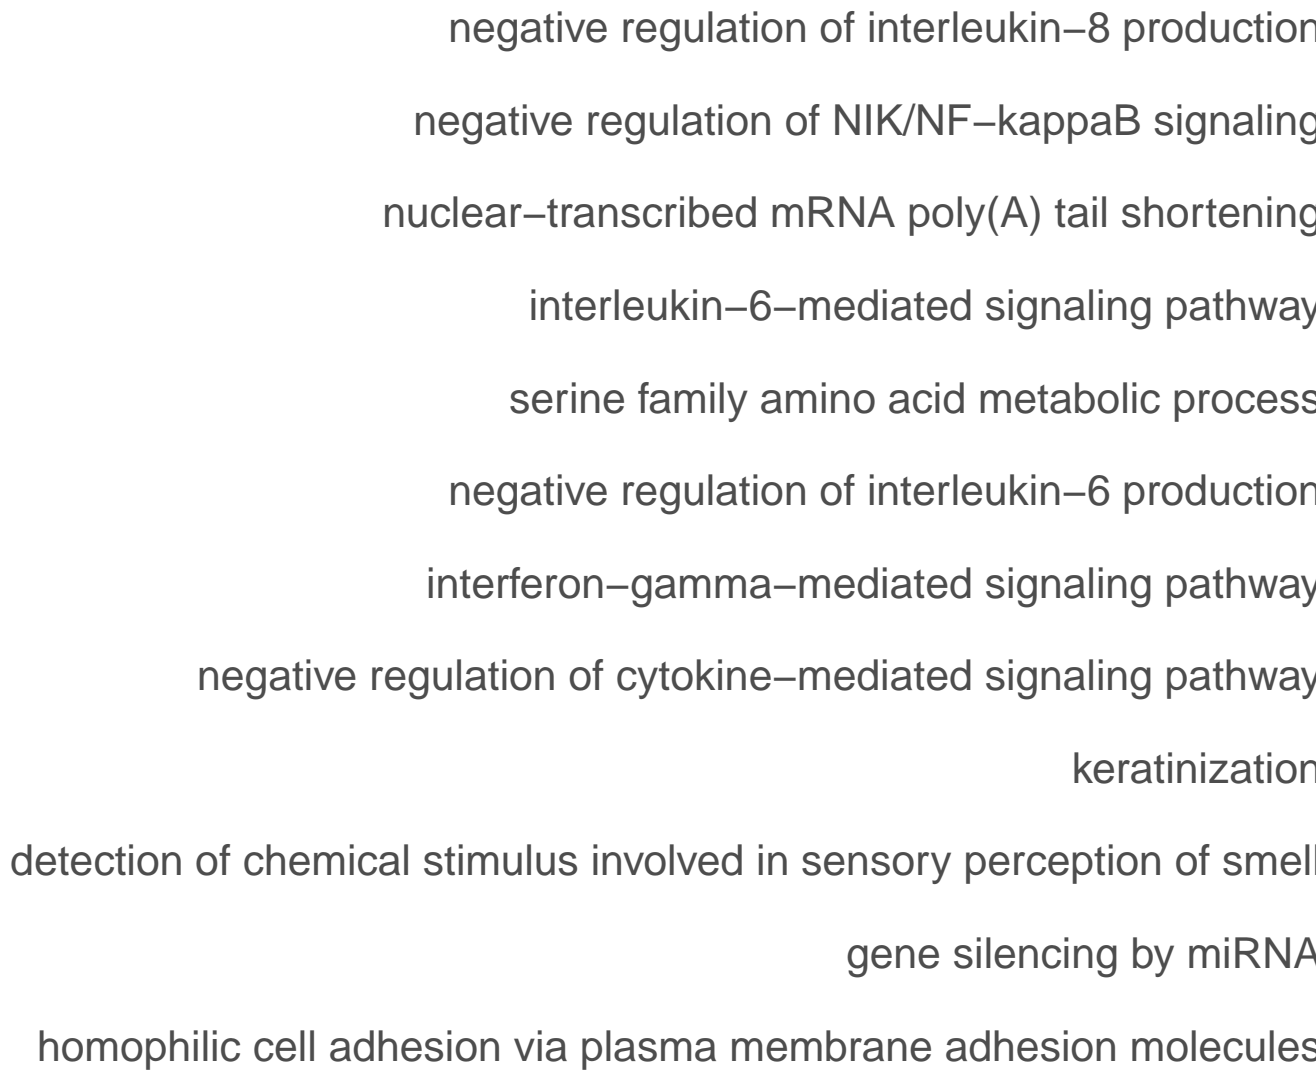 negative regulation of interleukin−8 production
negative regulation of NIK/NF−kappaB signaling
nuclear−transcribed mRNA poly(A) tail shortening
interleukin−6−mediated signaling pathway
serine family amino acid metabolic process
negative regulation of interleukin−6 production
interferon−gamma−mediated signaling pathway
negative regulation of cytokine−mediated signaling pathway
keratinization
detection of chemical stimulus involved in sensory perception of smell
gene silencing by miRNA
homophilic cell adhesion via plasma membrane adhesion molecules